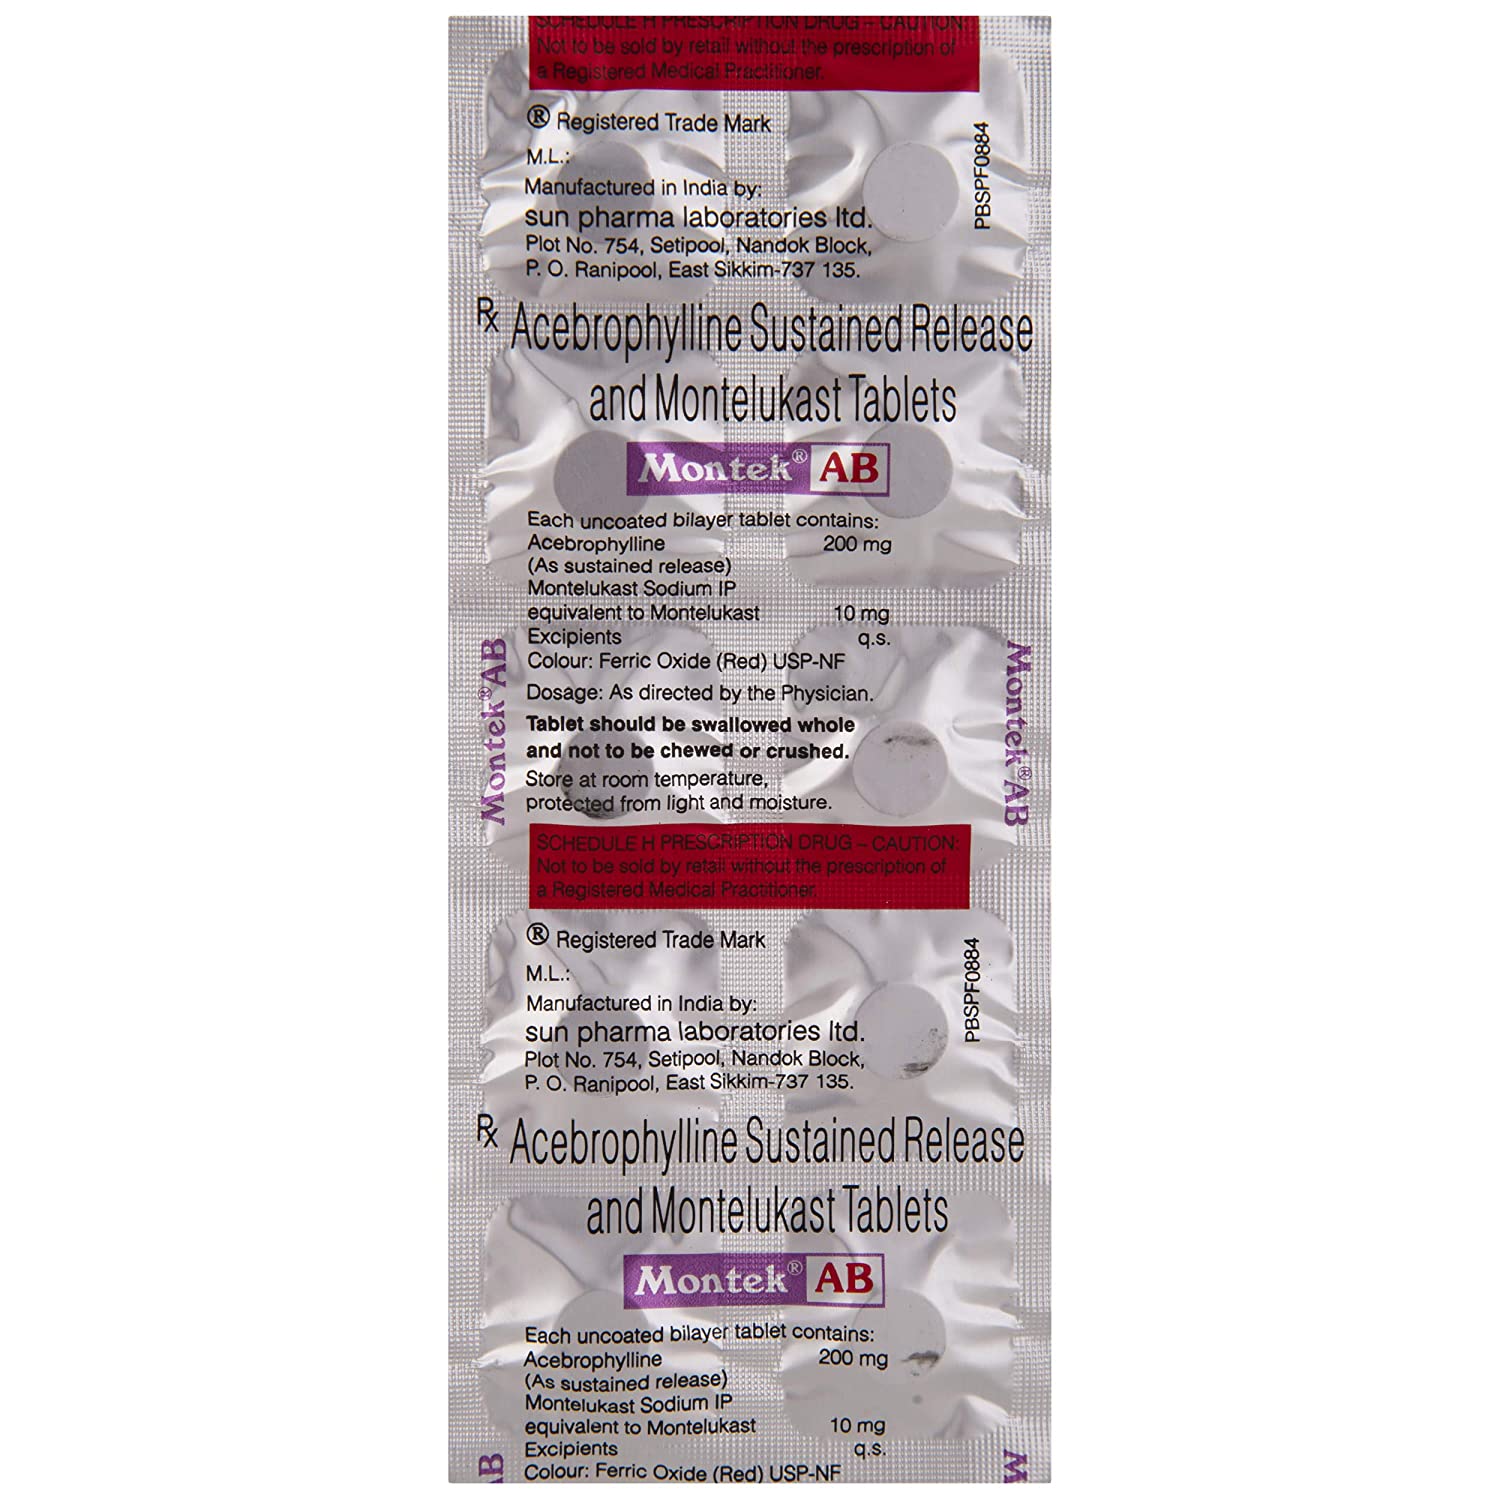 SCHEDULE H PRESCRIPTION DRUG – CAUTION:
Not to be sold by retail without the prescription of
a Registered Medical Practitioner.
® Registered Trade Mark
M.L.:
Manufactured in India by:
sun pharma laboratories ltd.
Plot No. 754, Setipool, Nandok Block,
P. O. Ranipool, East Sikkim-737 135.
PBSPF0884
Rx Acebrophylline Sustained Release
and Montelukast Tablets
Montek® AB
Each uncoated bilayer tablet contains:
Acebrophylline 200 mg
(As sustained release)
Montelukast Sodium IP
equivalent to Montelukast 10 mg
Excipients q.s.
Colour: Ferric Oxide (Red) USP-NF
Dosage: As directed by the Physician.
Tablet should be swallowed whole
and not to be chewed or crushed.
Store at room temperature,
protected from light and moisture.
Montek® AB
Montek® AB
SCHEDULE H PRESCRIPTION DRUG – CAUTION:
Not to be sold by retail without the prescription of
a Registered Medical Practitioner.
® Registered Trade Mark
M.L.:
Manufactured in India by:
sun pharma laboratories ltd.
Plot No. 754, Setipool, Nandok Block,
P. O. Ranipool, East Sikkim-737 135.
PBSPF0884
Rx Acebrophylline Sustained Release
and Montelukast Tablets
Montek® AB
Each uncoated bilayer tablet contains:
Acebrophylline 200 mg
(As sustained release)
Montelukast Sodium IP
equivalent to Montelukast 10 mg
Excipients q.s.
Colour: Ferric Oxide (Red) USP-NF
AB
M